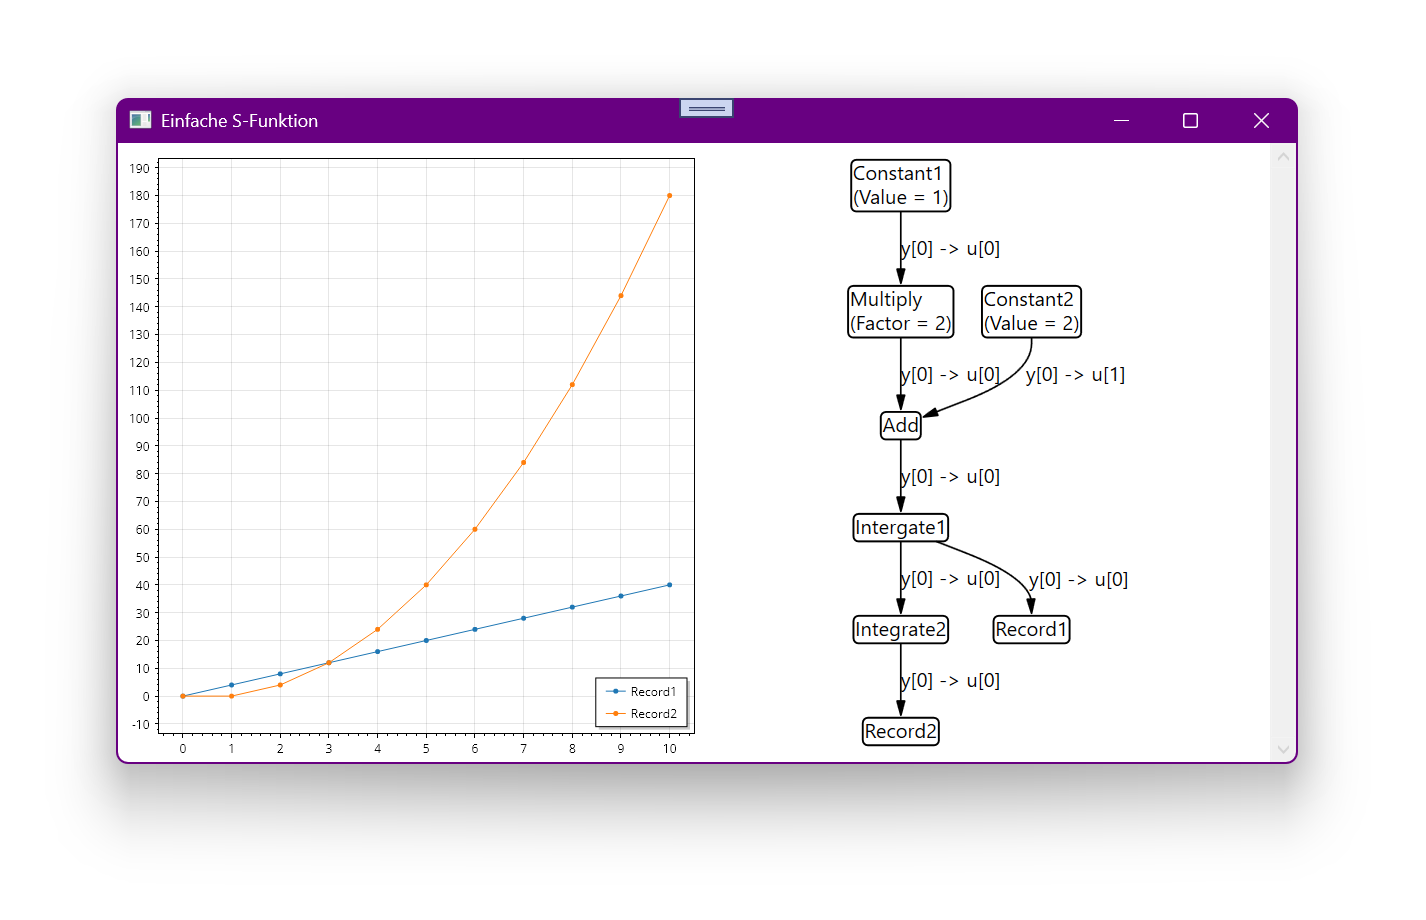 Einfache S-Funktion
190
180
170
160
150
140
130
120
110
100
90
80
70
60
50
40
30
20
10
0
-10
0 1 2 3 4 5 6 7 8 9 10
Record1
Record2
Constant1
(Value = 1)
y[0] -> u[0]
Multiply
(Factor = 2)
Constant2
(Value = 2)
y[0] -> u[0]
y[0] -> u[1]
Add
y[0] -> u[0]
Intergate1
y[0] -> u[0]
y[0] -> u[0]
Integrate2
Record1
y[0] -> u[0]
Record2